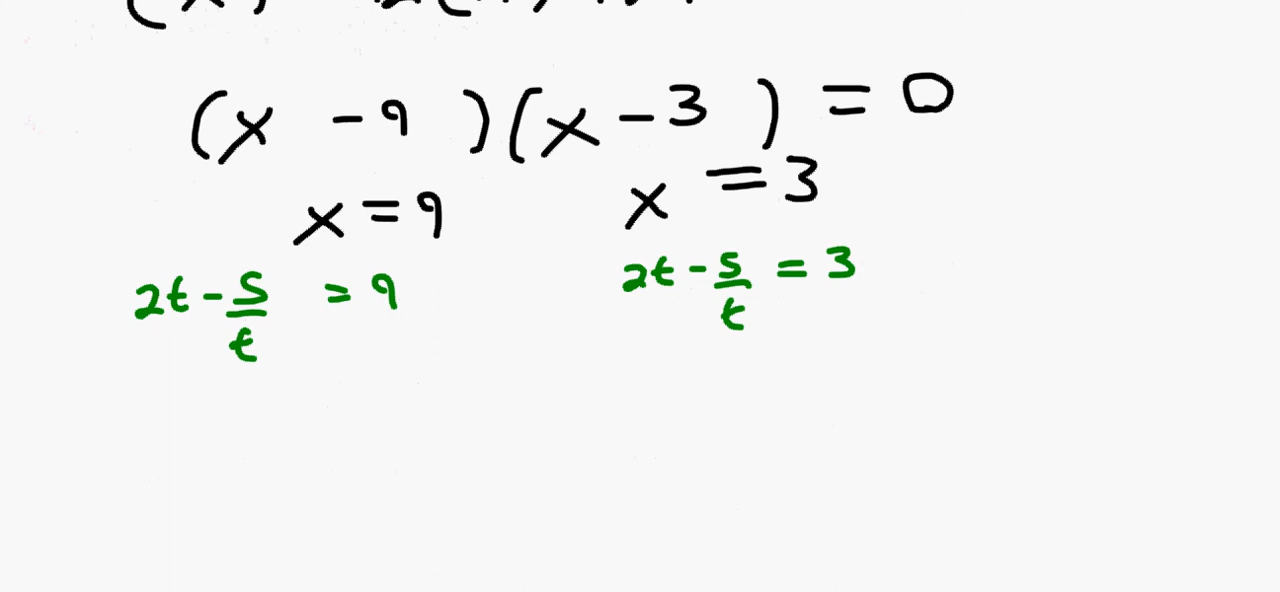 (x - 9)(x - 3) = 0
x = 9 x = 3
2t - 5/t = 9 2t - 5/t = 3